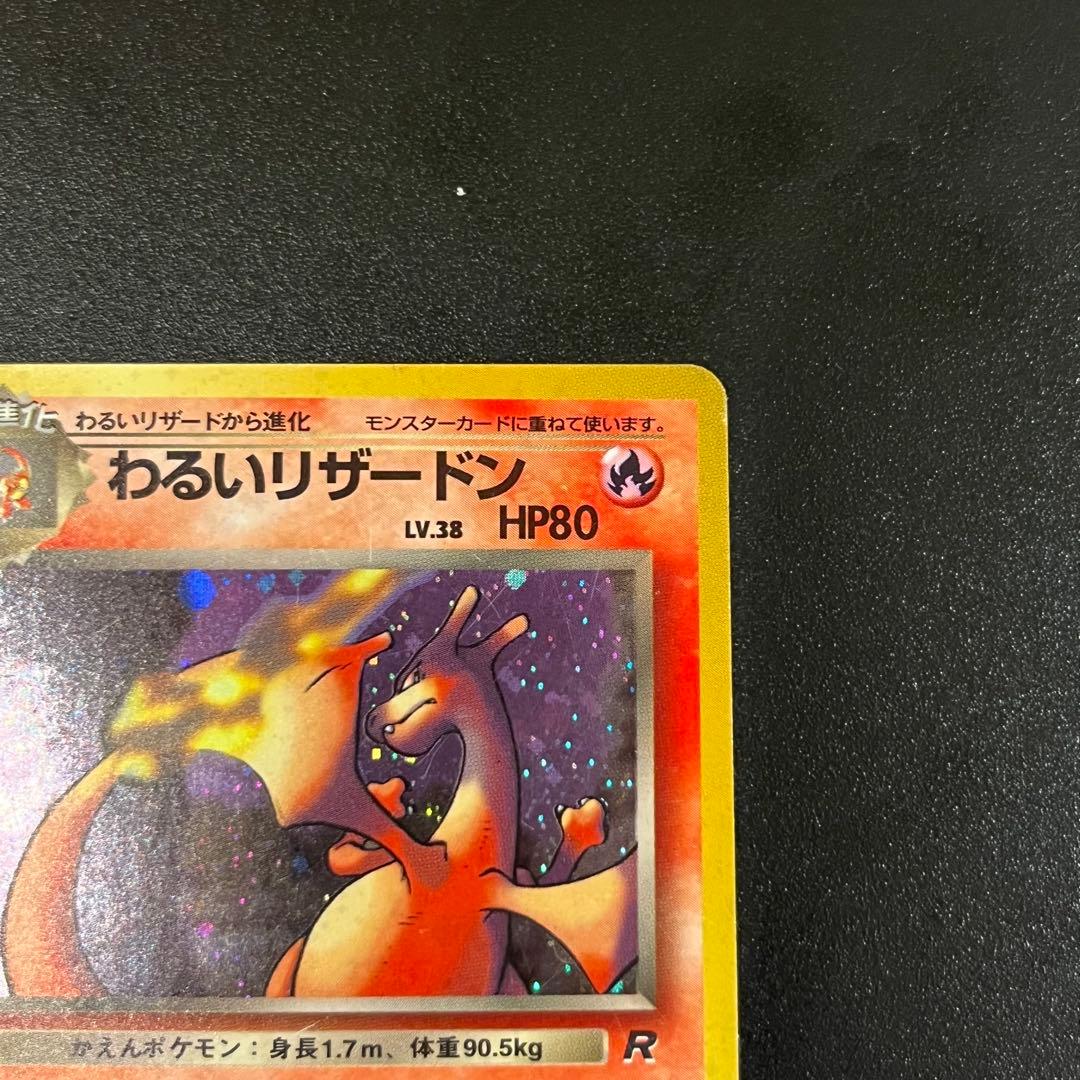 進化 わるいリザードから進化 モンスターカードに重ねて使います。
わるいリザードン
LV.38 HP80
かえんポケモン：身長1.7m、体重90.5kg R